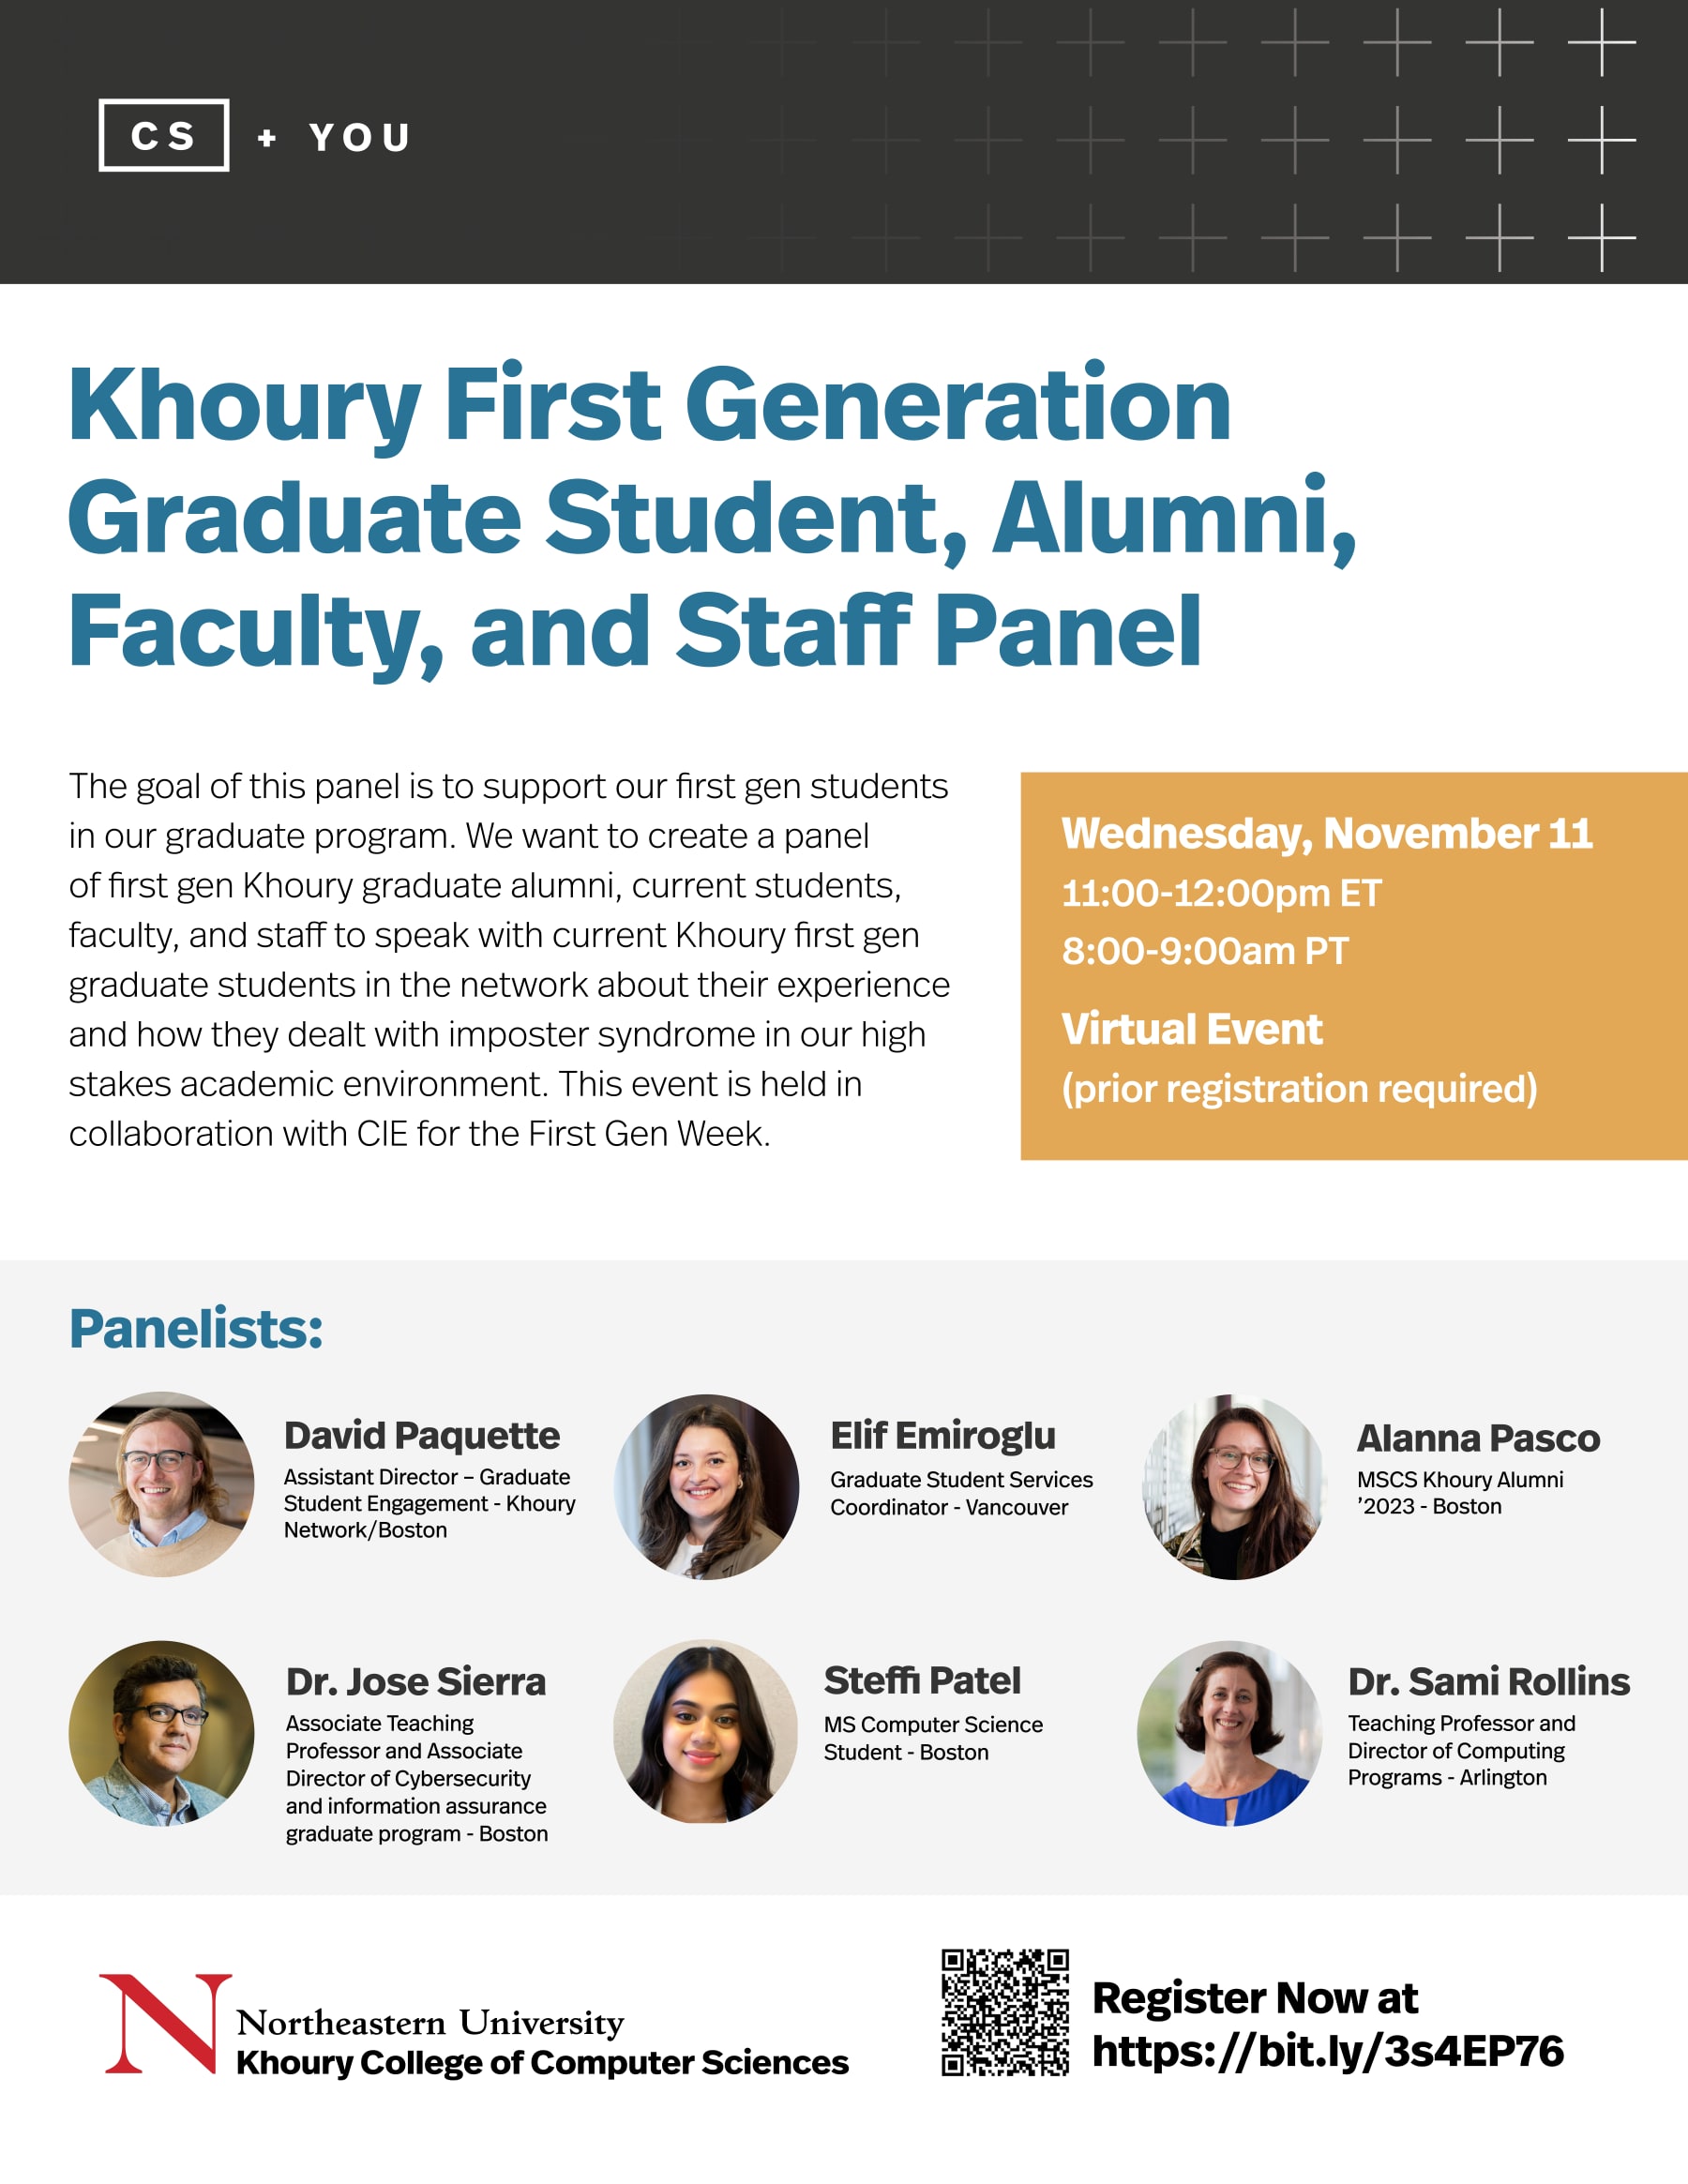 CS + YOU
Khoury First Generation
Graduate Student, Alumni,
Faculty, and Staff Panel
The goal of this panel is to support our first gen students
in our graduate program. We want to create a panel
of first gen Khoury graduate alumni, current students,
faculty, and staff to speak with current Khoury first gen
graduate students in the network about their experience
and how they dealt with imposter syndrome in our high
stakes academic environment. This event is held in
collaboration with CIE for the First Gen Week.
Wednesday, November 11
11:00-12:00pm ET
8:00-9:00am PT
Virtual Event
(prior registration required)
Panelists:
David Paquette
Assistant Director – Graduate
Student Engagement - Khoury
Network/Boston
Elif Emiroglu
Graduate Student Services
Coordinator - Vancouver
Alanna Pasco
MSCS Khoury Alumni
’2023 - Boston
Dr. Jose Sierra
Associate Teaching
Professor and Associate
Director of Cybersecurity
and information assurance
graduate program - Boston
Steffi Patel
MS Computer Science
Student - Boston
Dr. Sami Rollins
Teaching Professor and
Director of Computing
Programs - Arlington
N
Northeastern University
Khoury College of Computer Sciences
Register Now at
https://bit.ly/3s4EP76